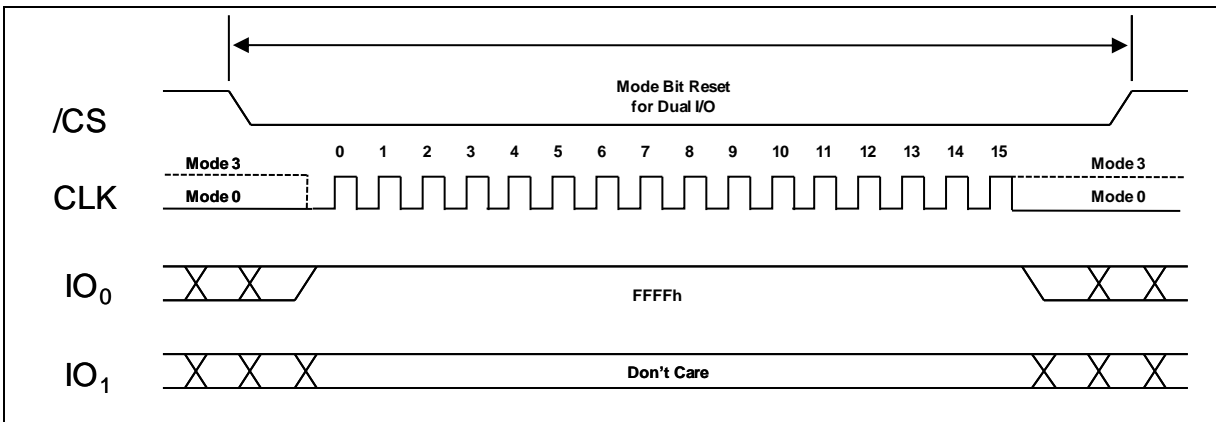 Mode Bit Reset
for Dual I/O
/CS
0 1 2 3 4 5 6 7 8 9 10 11 12 13 14 15
Mode 3 Mode 3
CLK Mode 0 Mode 0
IO0 FFFFh
IO1 Don't Care